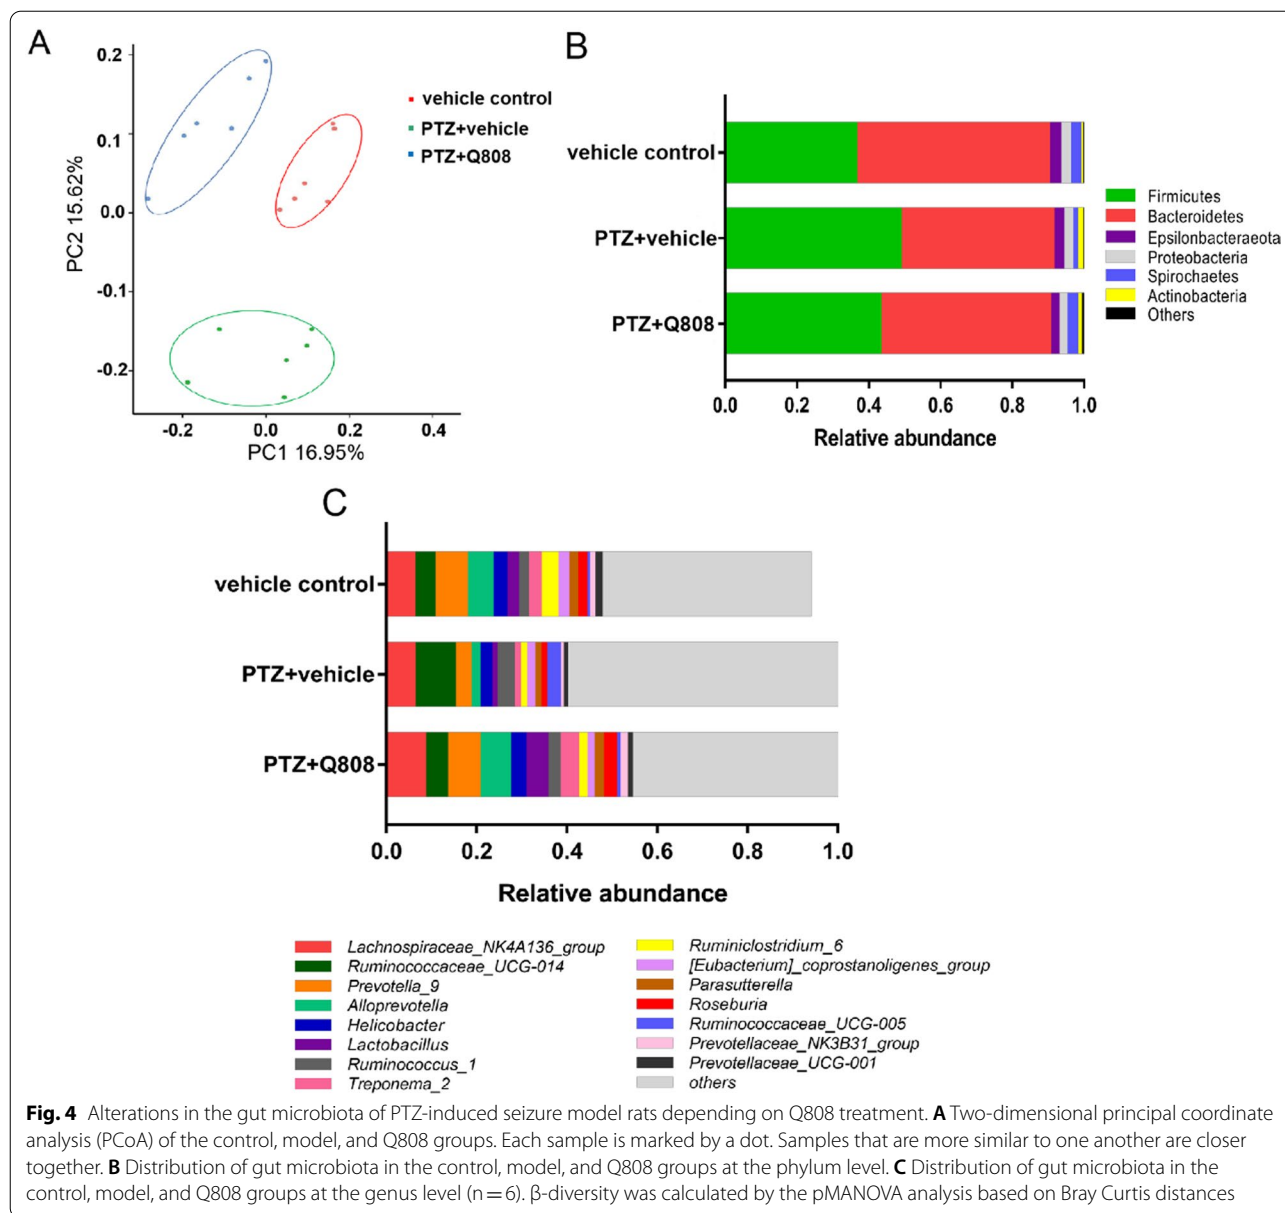 A
0.2
0.1
0.0
-0.1
-0.2
PC2 15.62%
-0.2
0.0
0.2
0.4
PC1 16.95%
vehicle control
PTZ+vehicle
PTZ+Q808
B
vehicle control
PTZ+vehicle
PTZ+Q808
0.0
0.2
0.4
0.6
0.8
1.0
Relative abundance
Firmicutes
Bacteroidetes
Epsilonbacteraeota
Proteobacteria
Spirochaetes
Actinobacteria
Others
C
vehicle control
PTZ+vehicle
PTZ+Q808
0.0
0.2
0.4
0.6
0.8
1.0
Relative abundance
Lachnospiraceae_NK4A136_group
Ruminococcaceae_UCG-014
Prevotella_9
Alloprevotella
Helicobacter
Lactobacillus
Ruminococcus_1
Treponema_2
Ruminiclostridium_6
[Eubacterium]_coprostanoligenes_group
Parasutterella
Roseburia
Ruminococcaceae_UCG-005
Prevotellaceae_NK3B31_group
Prevotellaceae_UCG-001
others
Fig. 4 Alterations in the gut microbiota of PTZ-induced seizure model rats depending on Q808 treatment. A Two-dimensional principal coordinate
analysis (PCoA) of the control, model, and Q808 groups. Each sample is marked by a dot. Samples that are more similar to one another are closer
together. B Distribution of gut microbiota in the control, model, and Q808 groups at the phylum level. C Distribution of gut microbiota in the
control, model, and Q808 groups at the genus level (n = 6). β-diversity was calculated by the pMANOVA analysis based on Bray Curtis distances